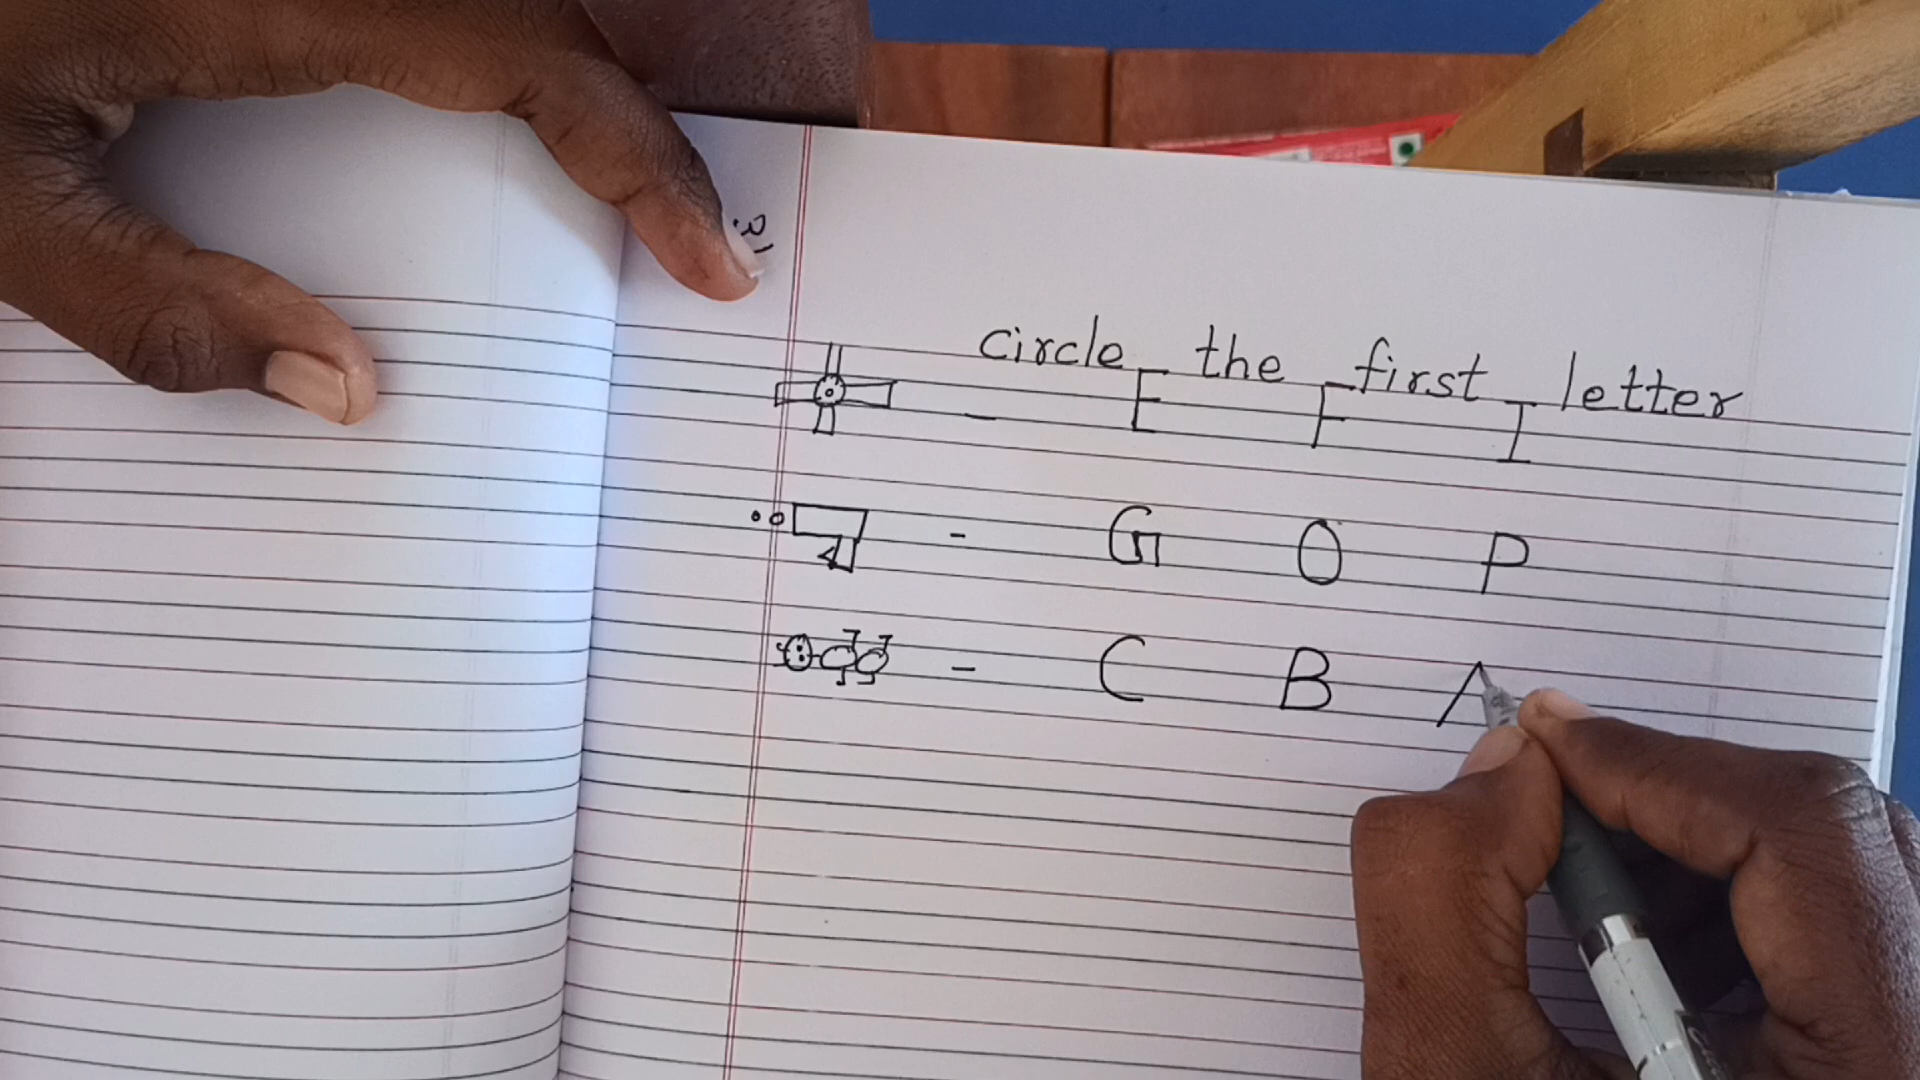 circle the first letter
- E F I
- G O P
- C B